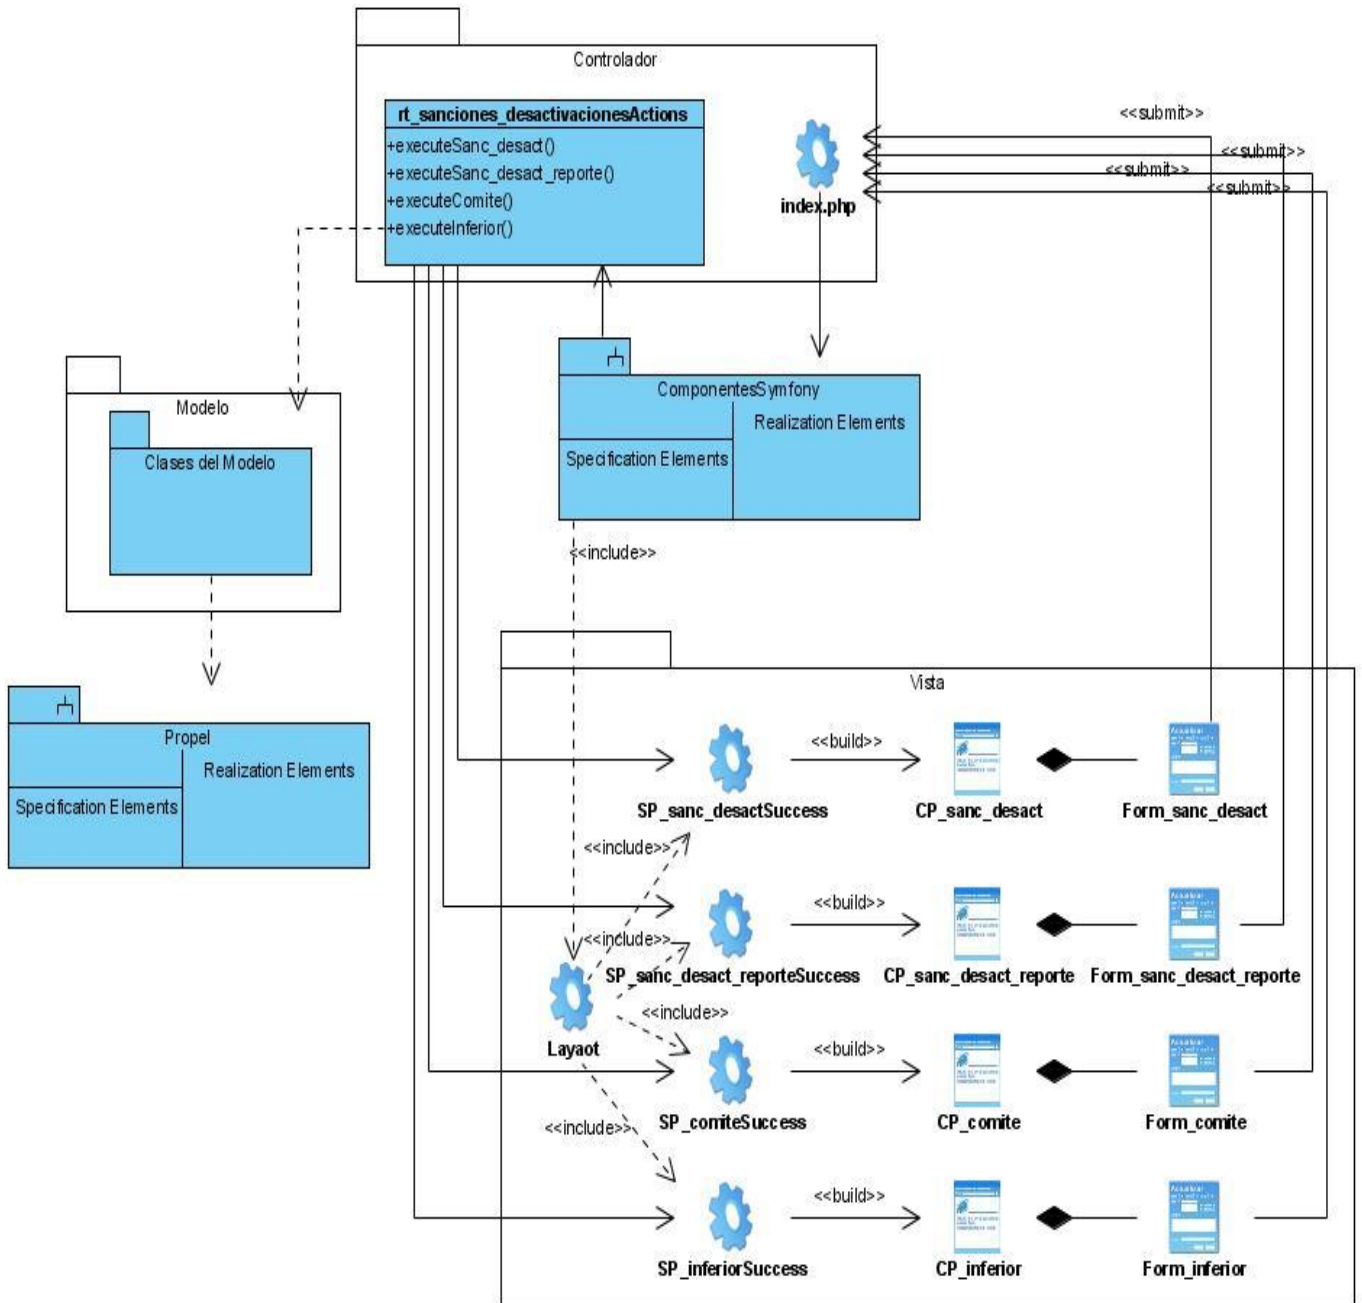 Controlador
rt_sanciones_desactivacionesActions
+executeSanc_desact()
+executeSanc_desact_reporte()
+executeComite()
+executeInferior()
index.php
<<submit>>
<<submit>>
<<submit>>
<<submit>>
Modelo
Clases del Modelo
ComponentesSymfony
Realization Elements
Specification Elements
<<include>>
Propel
Realization Elements
Specification Elements
Vista
<<build>>
SP_sanc_desactSuccess
CP_sanc_desact
Form_sanc_desact
<<include>>
<<build>>
<<include>>
SP_sanc_desact_reporteSuccess
CP_sanc_desact_reporte
Form_sanc_desact_reporte
<<include>>
Layaot
<<build>>
SP_comiteSuccess
CP_comite
Form_comite
<<include>>
<<build>>
SP_inferiorSuccess
CP_inferior
Form_inferior